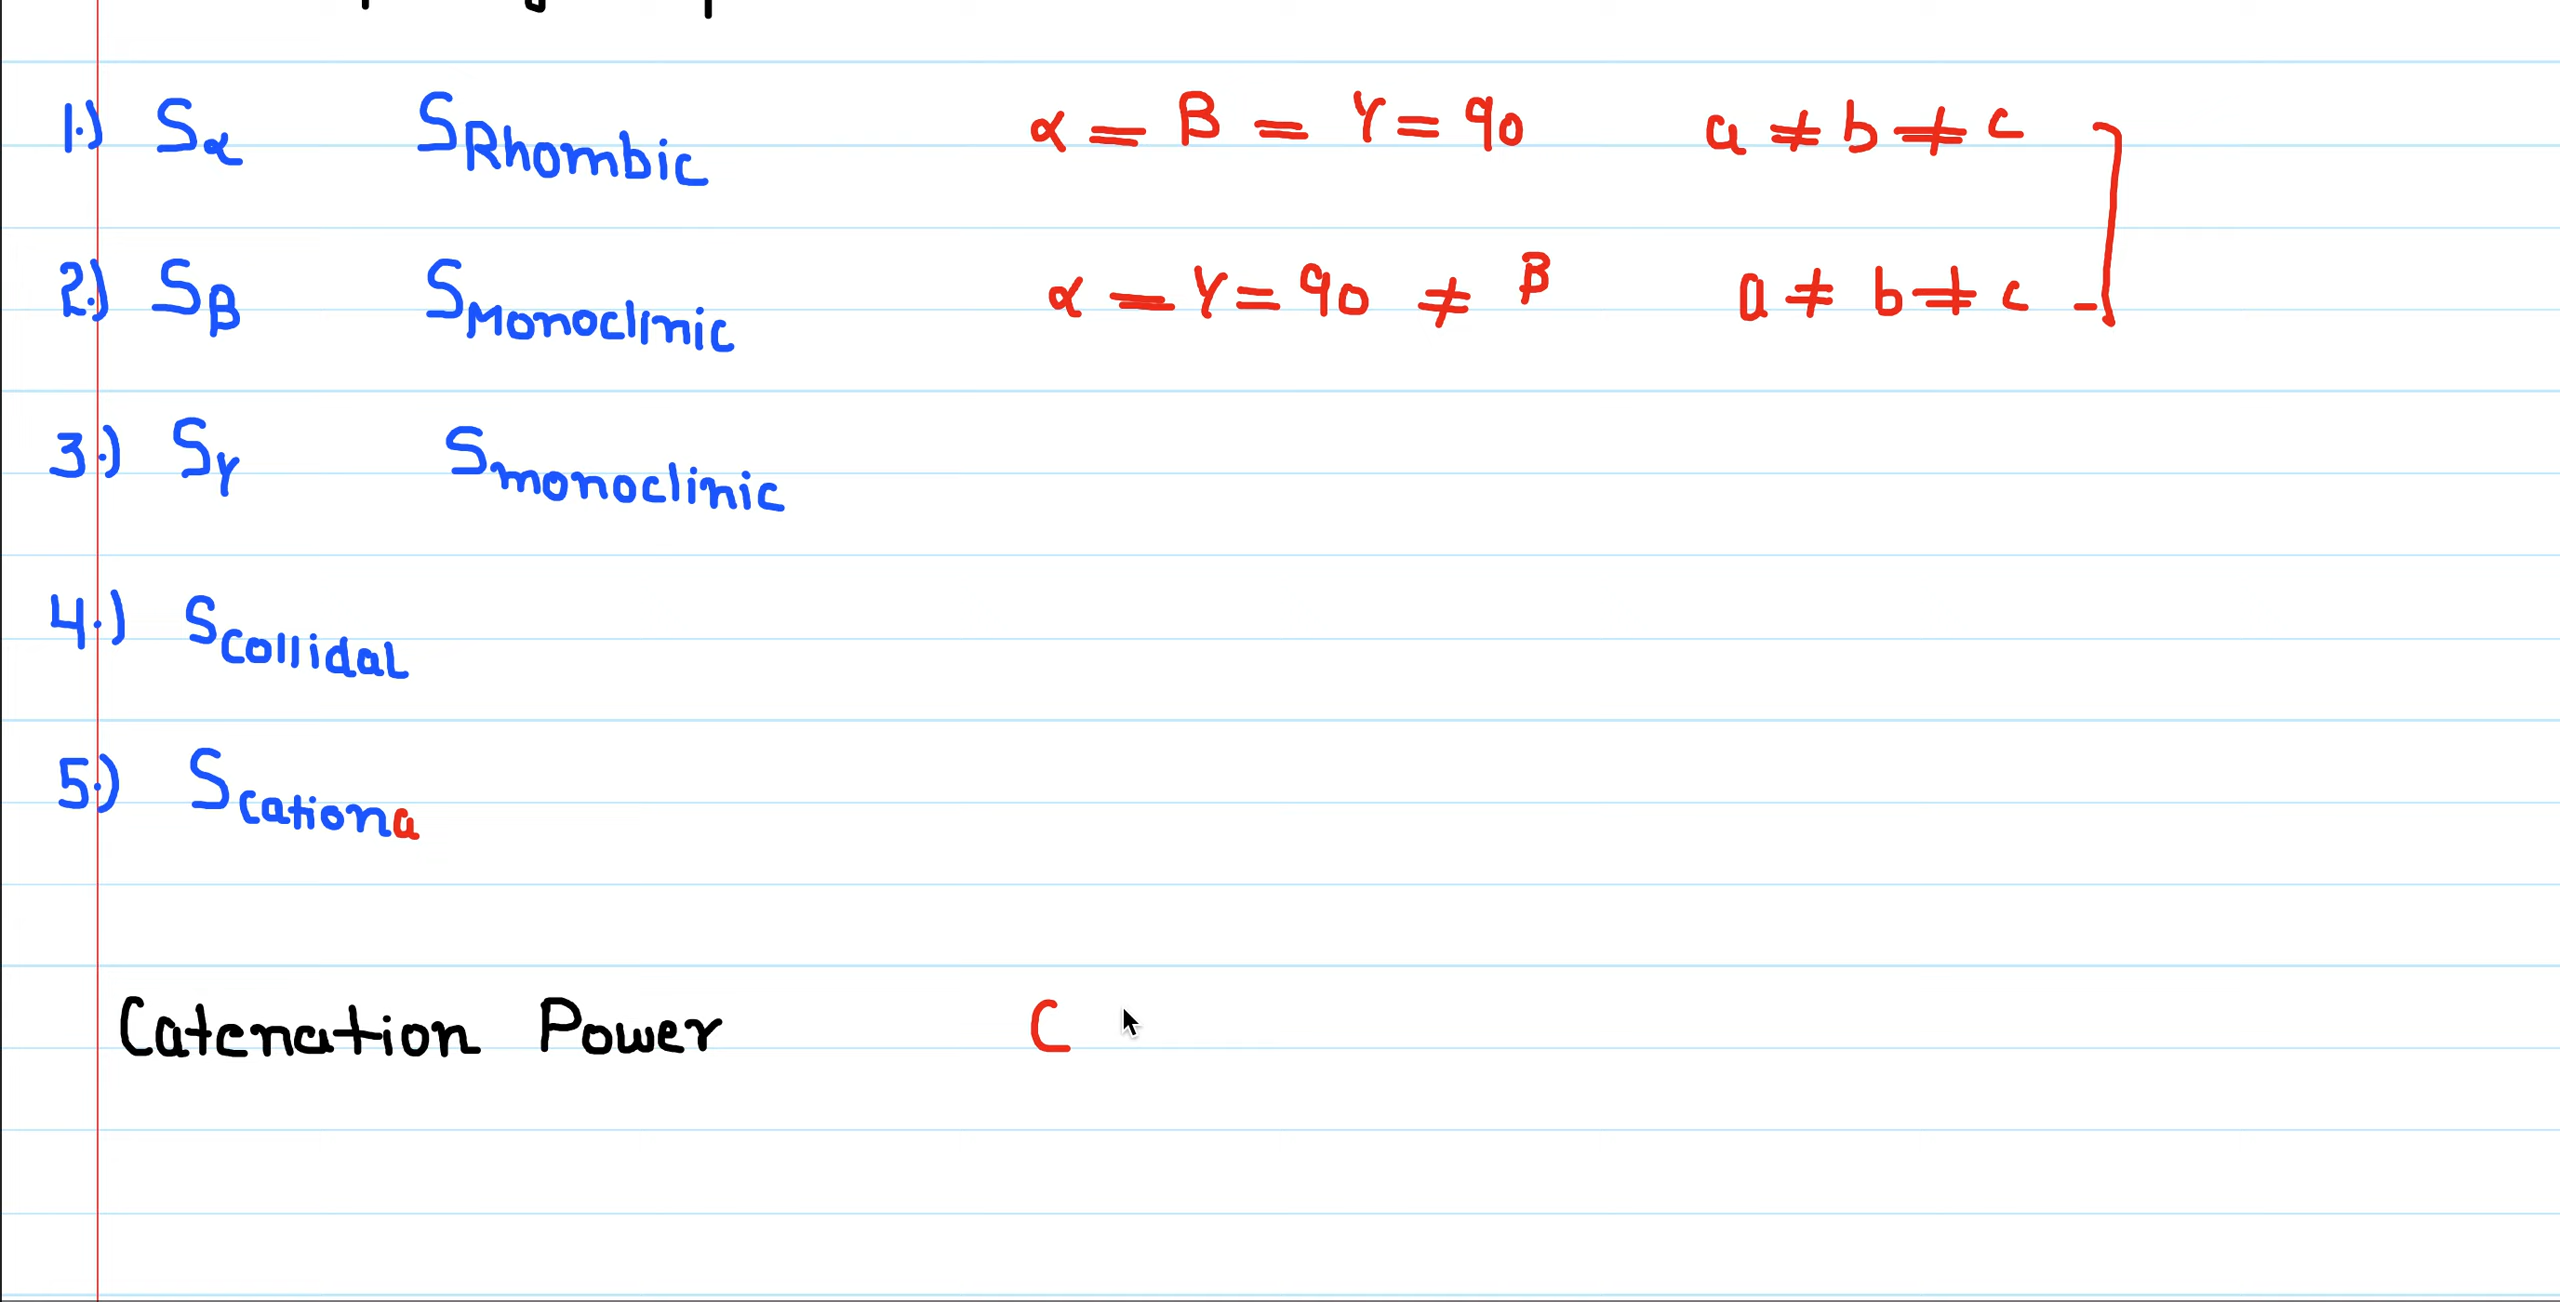 1.) Sα SRhombic α = β = γ = 90 a ≠ b ≠ c
2.) Sβ SMonoclinic α = γ = 90 ≠ β a ≠ b ≠ c
3.) Sγ Smonoclinic
4.) SCollidal
5.) SCationa
Catenation Power C